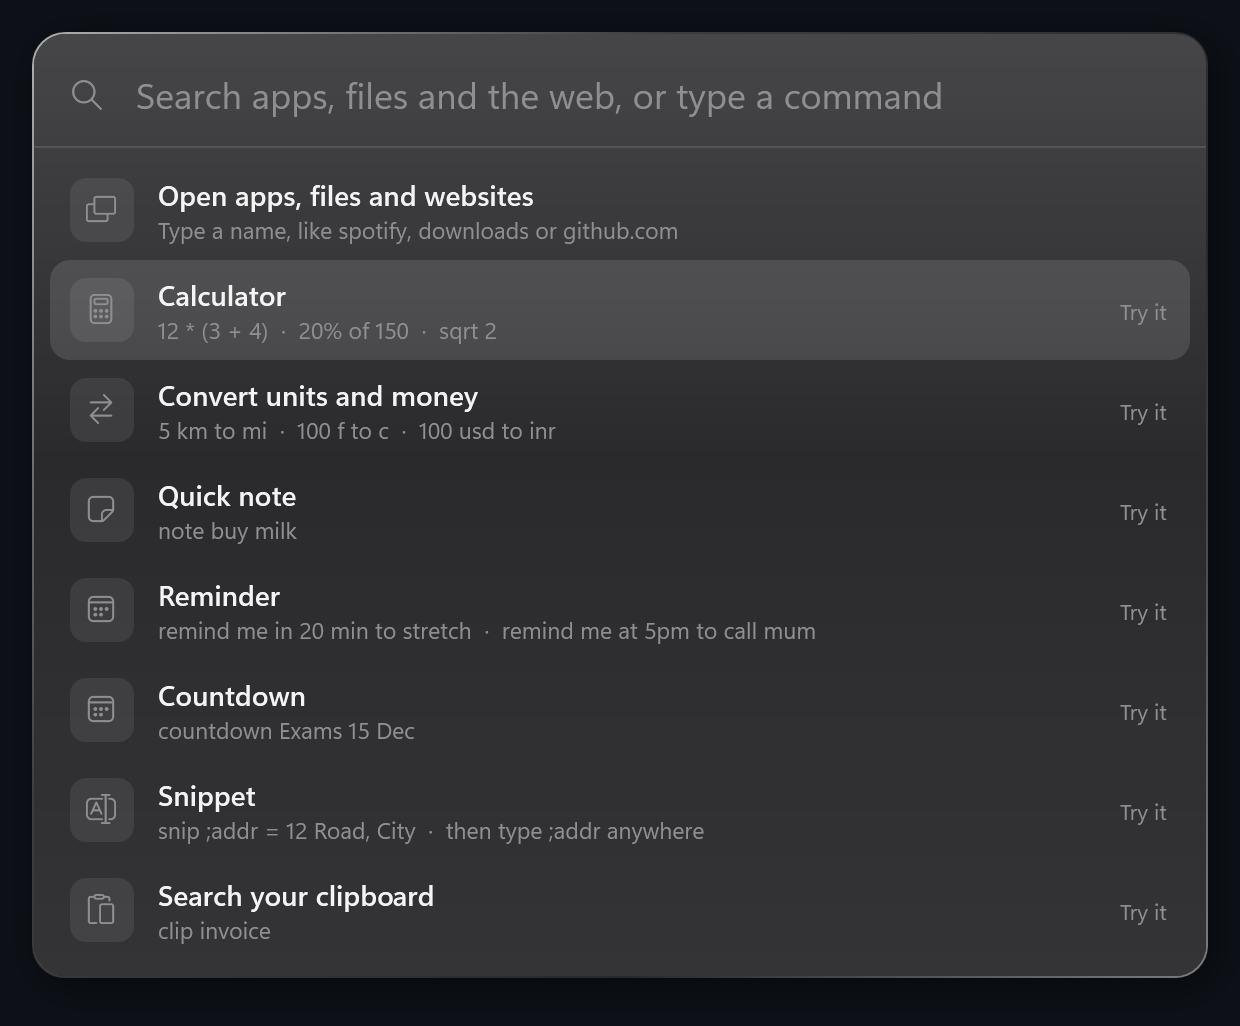 Search apps, files and the web, or type a command
Open apps, files and websites
Type a name, like spotify, downloads or github.com
Calculator
12 * (3 + 4) · 20% of 150 · sqrt 2
Try it
Convert units and money
5 km to mi · 100 f to c · 100 usd to inr
Try it
Quick note
note buy milk
Try it
Reminder
remind me in 20 min to stretch · remind me at 5pm to call mum
Try it
Countdown
countdown Exams 15 Dec
Try it
Snippet
snip ;addr = 12 Road, City · then type ;addr anywhere
Try it
Search your clipboard
clip invoice
Try it